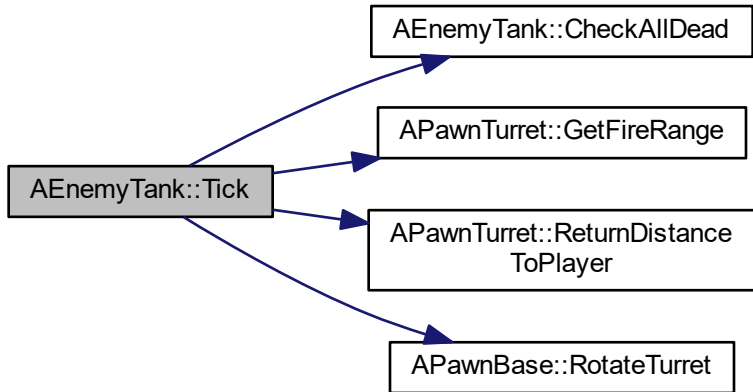 AEnemyTank::CheckAllDead
APawnTurret::GetFireRange
AEnemyTank::Tick
APawnTurret::ReturnDistance
ToPlayer
APawnBase::RotateTurret